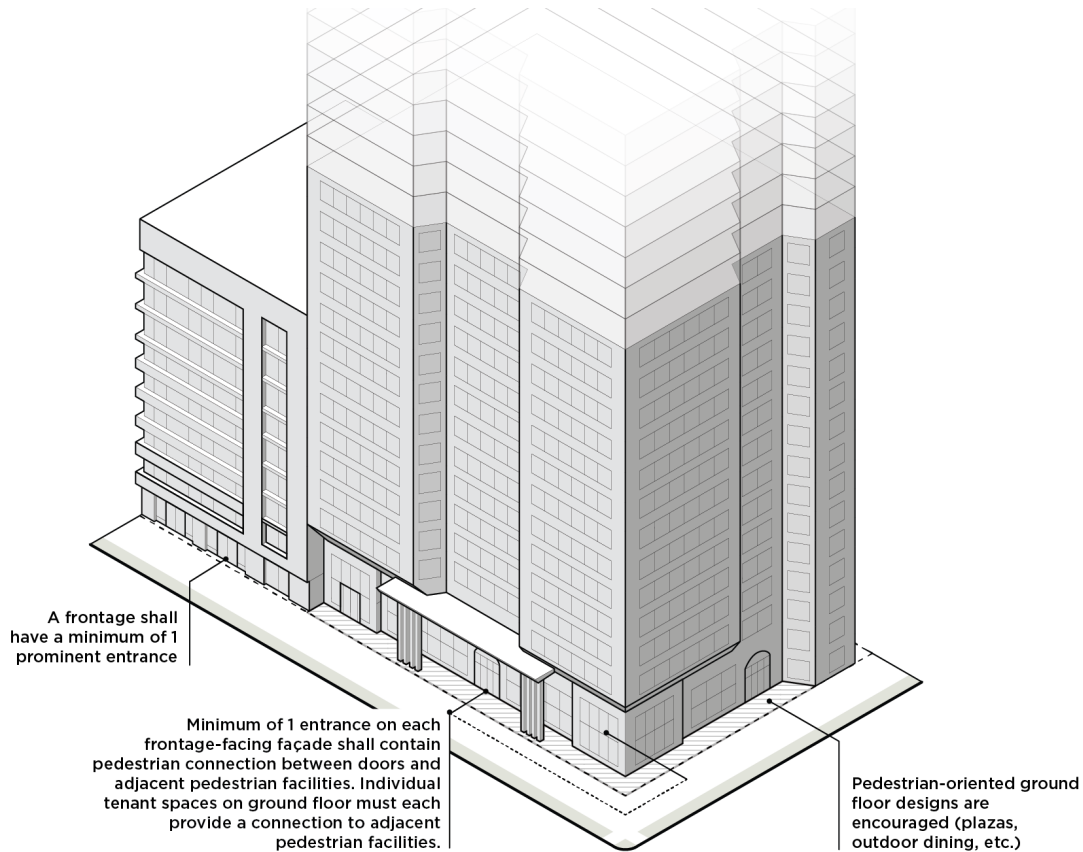 A frontage shall
have a minimum of 1
prominent entrance
Minimum of 1 entrance on each
frontage-facing façade shall contain
pedestrian connection between doors and
adjacent pedestrian facilities. Individual
tenant spaces on ground floor must each
provide a connection to adjacent
pedestrian facilities.
Pedestrian-oriented ground
floor designs are
encouraged (plazas,
outdoor dining, etc.)